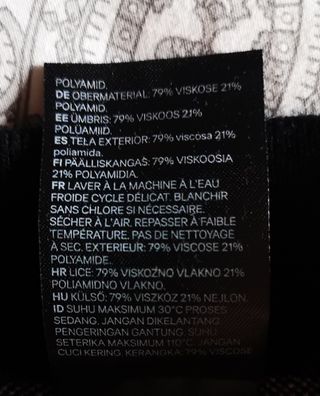 POLYAMID.
DE OBERMATERIAL: 79% VISKOSE 21%
POLYAMID.
EE ÜMBRIS: 79% VISKOOS 21%
POLÜAMIID.
ES TELA EXTERIOR: 79% viscosa 21%
poliamida.
FI PÄÄLLIKANGAS: 79% VISKOOSIA
21% POLYAMIDIA.
FR LAVER À LA MACHINE À L'EAU
FROIDE CYCLE DÉLICAT. BLANCHIR
SANS CHLORE SI NÉCESSAIRE.
SÉCHER À L'AIR. REPASSER À FAIBLE
TEMPÉRATURE. PAS DE NETTOYAGE
À SEC. EXTERIEUR: 79% VISCOSE 21%
POLYAMIDE.
HR LICE: 79% VISKOZNO VLAKNO 21%
POLIAMIDNO VLAKNO.
HU KÜLSŐ: 79% VISZKÓZ 21% NEJLON.
ID SUHU MAKSIMUM 30°C PROSES
SEDANG. JANGAN DIKELANTANG.
PENGERINGAN GANTUNG. SUHU
SETERIKA MAKSIMUM 110°C. JANGAN
CUCI KERING. KERANGKA: 79% VISCOSE